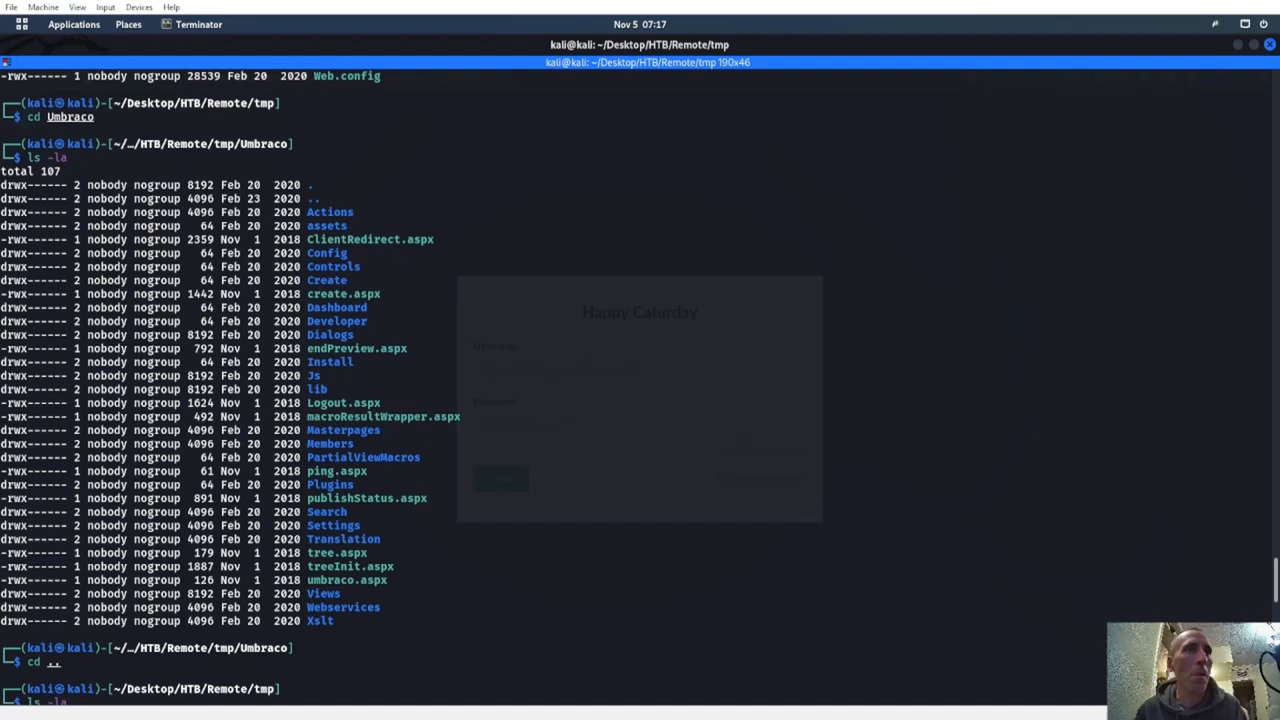 File Machine View Input Devices Help
Applications Places Terminator Nov 5 07:17
kali@kali: ~/Desktop/HTB/Remote/tmp
kali@kali: ~/Desktop/HTB/Remote/tmp 190x46
-rwx------ 1 nobody nogroup 28539 Feb 20  2020 Web.config
┌──(kali㉿kali)-[~/Desktop/HTB/Remote/tmp]
└─$ cd Umbraco
┌──(kali㉿kali)-[~/…/HTB/Remote/tmp/Umbraco]
└─$ ls -la
total 107
drwx------ 2 nobody nogroup 8192 Feb 20  2020 .
drwx------ 2 nobody nogroup 4096 Feb 23  2020 ..
drwx------ 2 nobody nogroup 4096 Feb 20  2020 Actions
drwx------ 2 nobody nogroup   64 Feb 20  2020 assets
-rwx------ 1 nobody nogroup 2359 Nov  1  2018 ClientRedirect.aspx
drwx------ 2 nobody nogroup   64 Feb 20  2020 Config
drwx------ 2 nobody nogroup   64 Feb 20  2020 Controls
drwx------ 2 nobody nogroup   64 Feb 20  2020 Create
-rwx------ 1 nobody nogroup 1442 Nov  1  2018 create.aspx
drwx------ 2 nobody nogroup   64 Feb 20  2020 Dashboard
drwx------ 2 nobody nogroup   64 Feb 20  2020 Developer
drwx------ 2 nobody nogroup 8192 Feb 20  2020 Dialogs
-rwx------ 1 nobody nogroup  792 Nov  1  2018 endPreview.aspx
drwx------ 2 nobody nogroup   64 Feb 20  2020 Install
drwx------ 2 nobody nogroup 8192 Feb 20  2020 Js
drwx------ 2 nobody nogroup 8192 Feb 20  2020 lib
-rwx------ 1 nobody nogroup 1624 Nov  1  2018 Logout.aspx
-rwx------ 1 nobody nogroup  492 Nov  1  2018 macroResultWrapper.aspx
drwx------ 2 nobody nogroup 4096 Feb 20  2020 Masterpages
drwx------ 2 nobody nogroup 4096 Feb 20  2020 Members
drwx------ 2 nobody nogroup   64 Feb 20  2020 PartialViewMacros
-rwx------ 1 nobody nogroup   61 Nov  1  2018 ping.aspx
drwx------ 2 nobody nogroup   64 Feb 20  2020 Plugins
-rwx------ 1 nobody nogroup  891 Nov  1  2018 publishStatus.aspx
drwx------ 2 nobody nogroup 4096 Feb 20  2020 Search
drwx------ 2 nobody nogroup 4096 Feb 20  2020 Settings
drwx------ 2 nobody nogroup 4096 Feb 20  2020 Translation
-rwx------ 1 nobody nogroup  179 Nov  1  2018 tree.aspx
-rwx------ 1 nobody nogroup 1887 Nov  1  2018 treeInit.aspx
-rwx------ 1 nobody nogroup  126 Nov  1  2018 umbraco.aspx
drwx------ 2 nobody nogroup 8192 Feb 20  2020 Views
drwx------ 2 nobody nogroup 4096 Feb 20  2020 Webservices
drwx------ 2 nobody nogroup 4096 Feb 20  2020 Xslt
┌──(kali㉿kali)-[~/…/HTB/Remote/tmp/Umbraco]
└─$ cd ..
┌──(kali㉿kali)-[~/Desktop/HTB/Remote/tmp]
└─$ ls -la
Happy Caturday
Username
Password